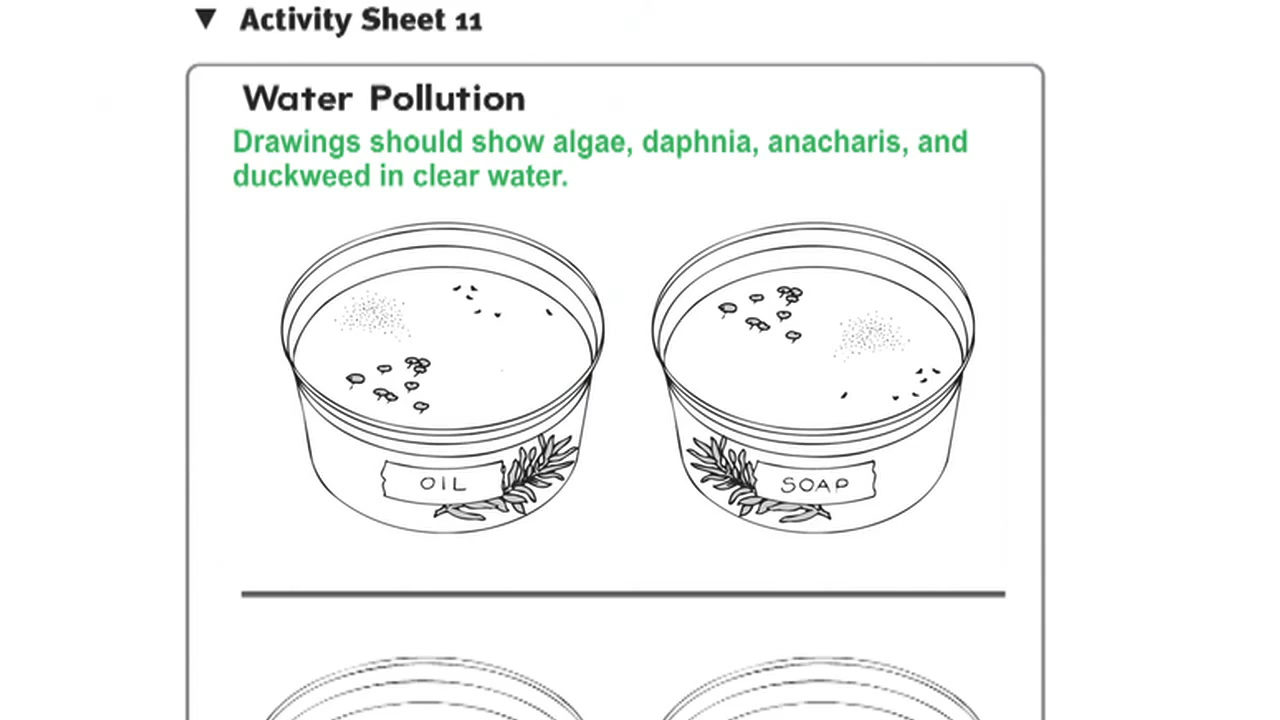 ▼ Activity Sheet 11
Water Pollution
Drawings should show algae, daphnia, anacharis, and
duckweed in clear water.
OIL
SOAP